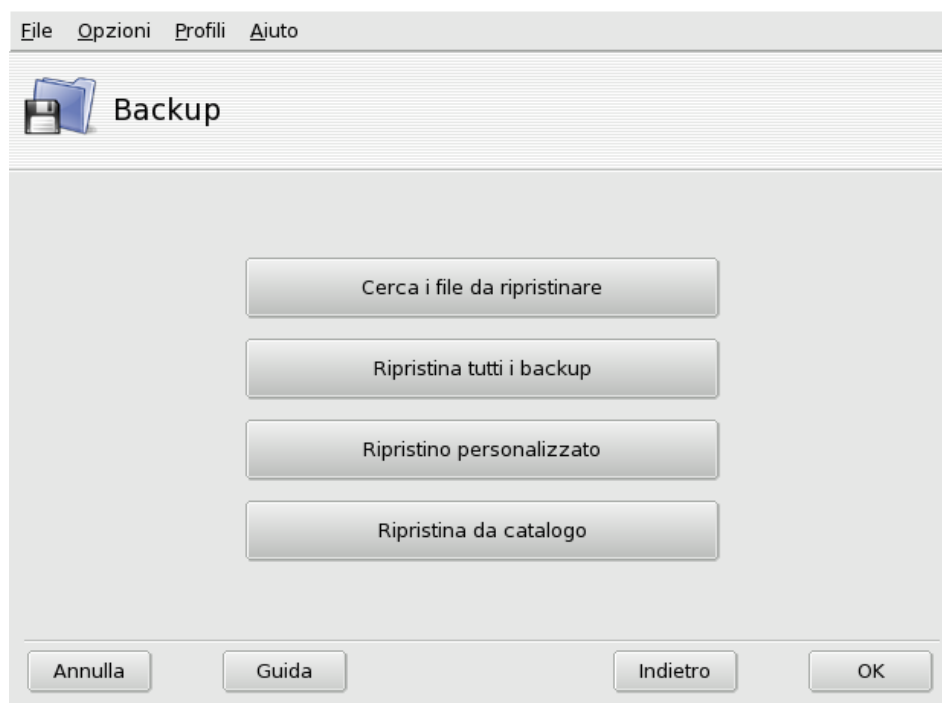 File Opzioni Profili Aiuto
Backup
Cerca i file da ripristinare
Ripristina tutti i backup
Ripristino personalizzato
Ripristina da catalogo
Annulla Guida Indietro OK